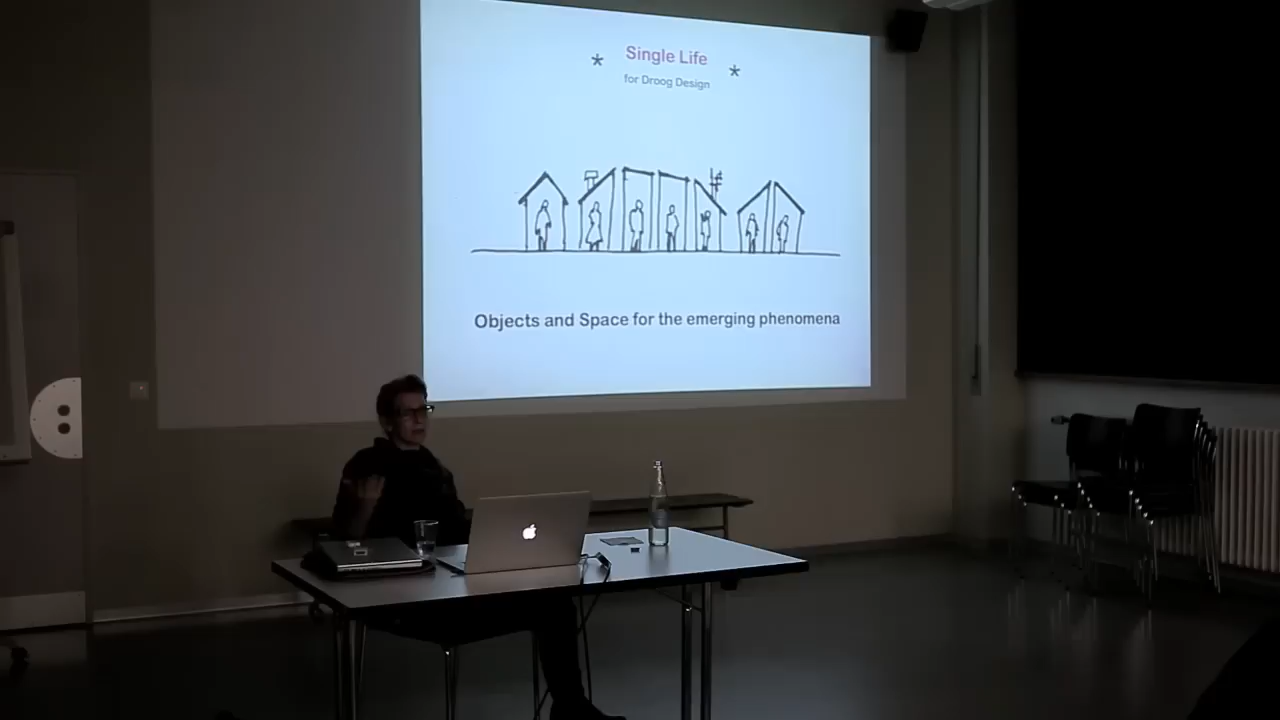 * Single Life *
for Droog Design
Objects and Space for the emerging phenomena